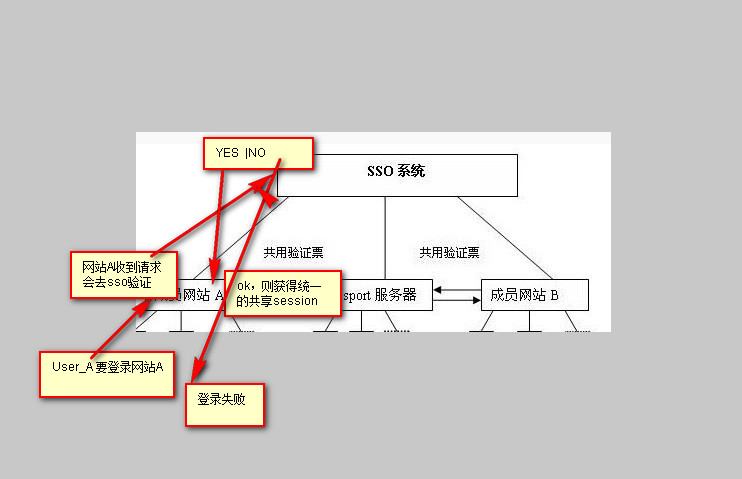 YES |NO
SSO 系统
共用验证票
共用验证票
网站A收到请求
会去sso验证
员网站 A
ok，则获得统一
的共享session
sport 服务器
成员网站 B
User_A 要登录网站A
登录失败